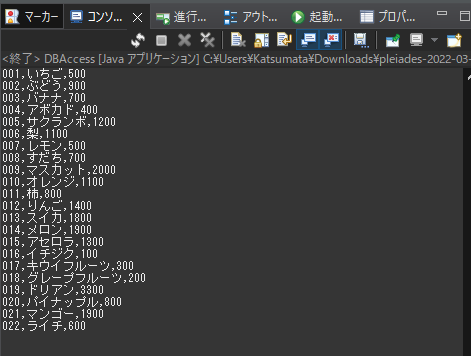 マーカー コンソ... 進行... アウト... 起動... プロパ...
<終了> DBAccess [Java アプリケーション] C:¥Users¥Katsumata¥Downloads¥pleiades-2022-03-
001,いちご,500
002,ぶどう,900
003,バナナ,700
004,アボカド,400
005,サクランボ,1200
006,梨,1100
007,レモン,500
008,すだち,700
009,マスカット,2000
010,オレンジ,1100
011,柿,800
012,りんご,1400
013,スイカ,1800
014,メロン,1900
015,アセロラ,1300
016,イチジク,100
017,キウイフルーツ,300
018,グレープフルーツ,200
019,ドリアン,3300
020,パイナップル,800
021,マンゴー,1900
022,ライチ,600